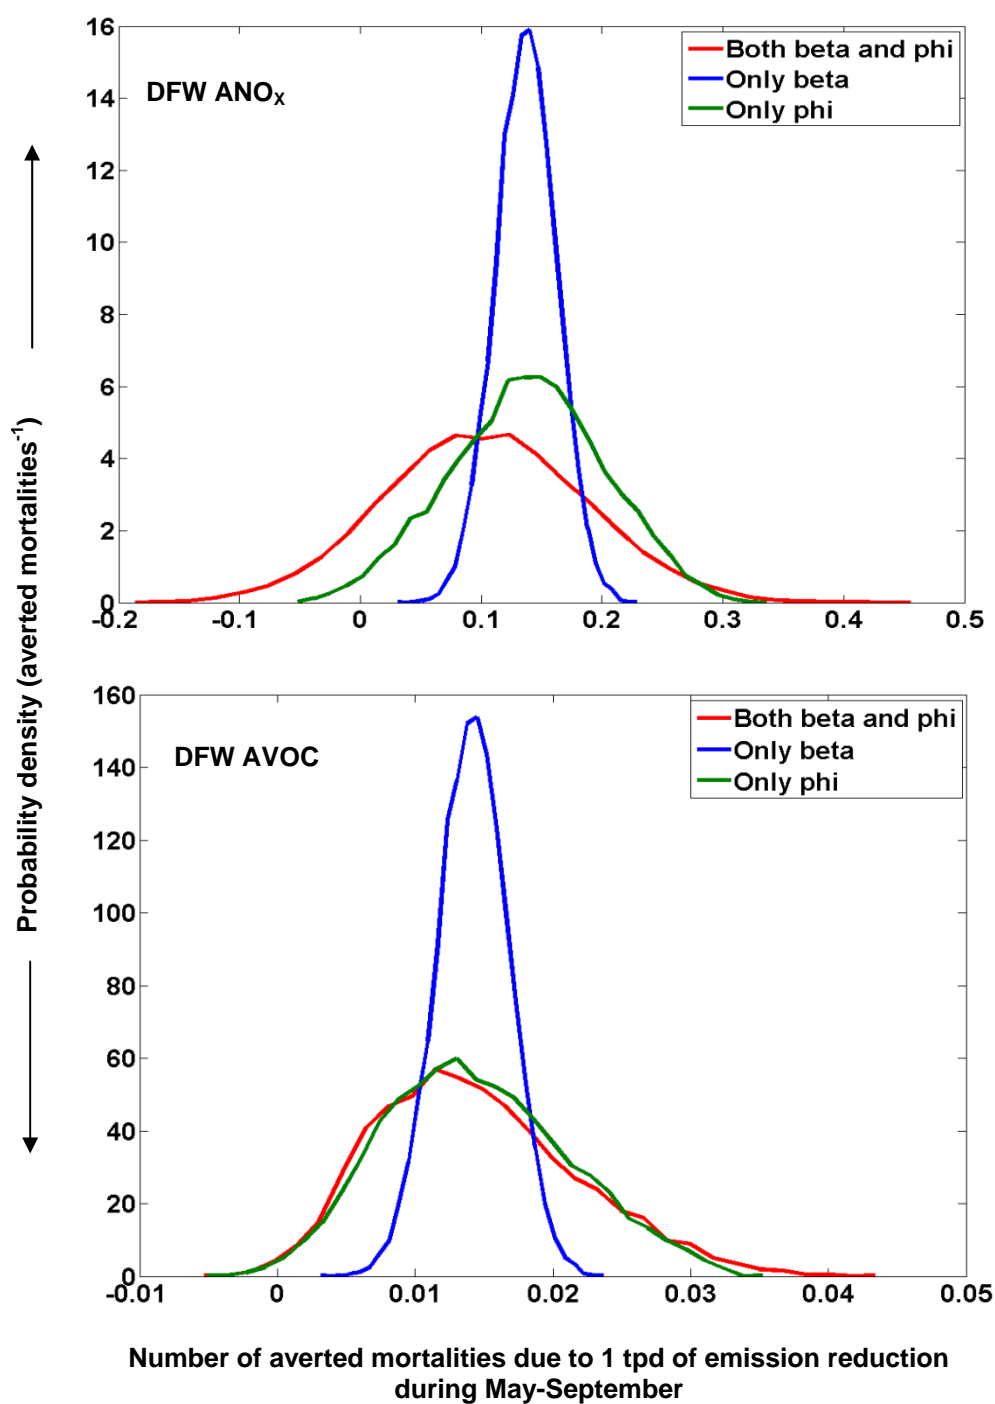 16
14
12
10
8
6
4
2
0
DFW ANOX
Both beta and phi
Only beta
Only phi
-0.2 -0.1 0 0.1 0.2 0.3 0.4 0.5
Probability density (averted mortalities-1)
160
140
120
100
80
60
40
20
0
DFW AVOC
Both beta and phi
Only beta
Only phi
-0.01 0 0.01 0.02 0.03 0.04 0.05
Number of averted mortalities due to 1 tpd of emission reduction
during May-September